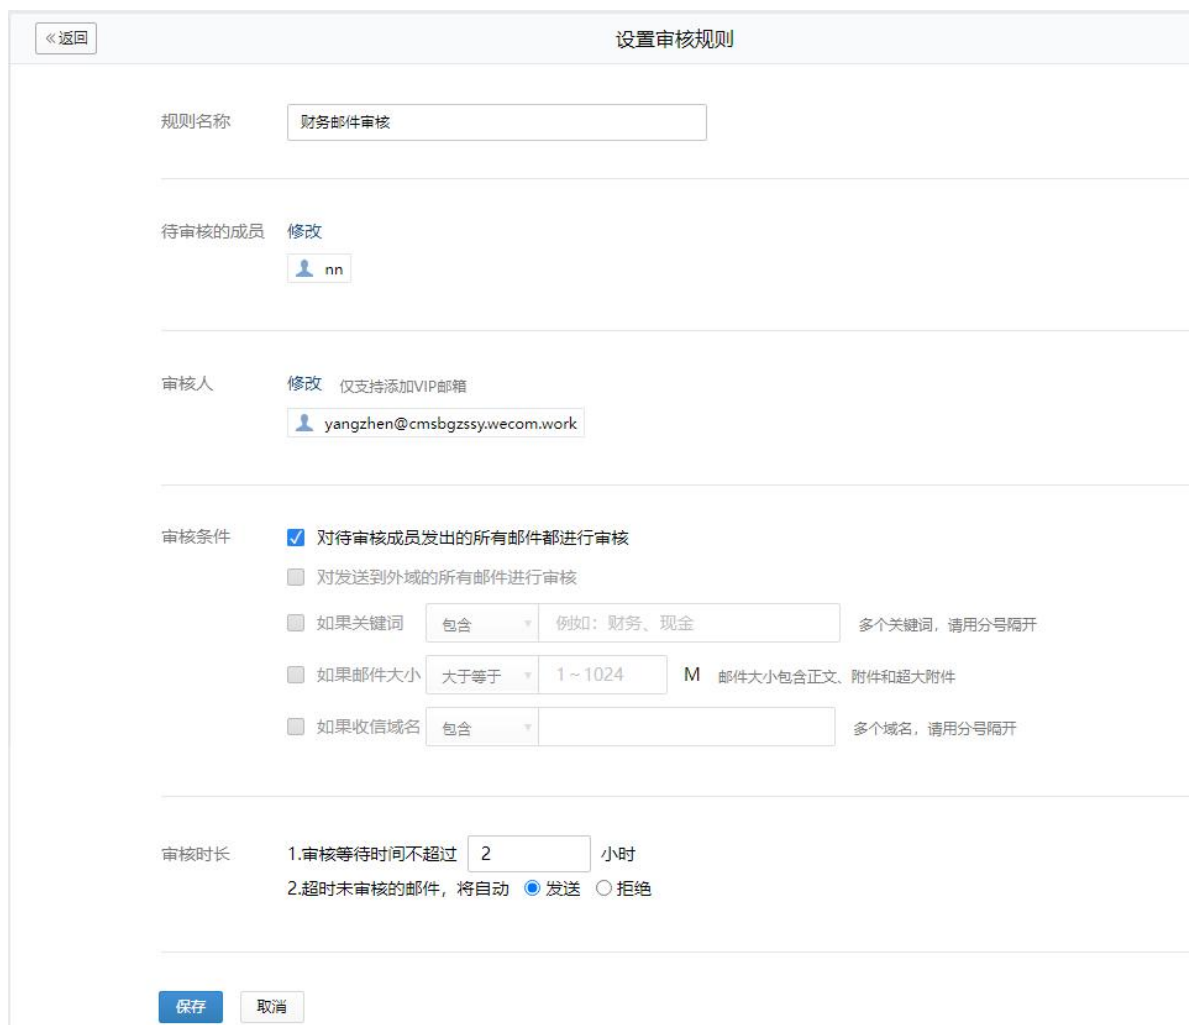 «返回
设置审核规则
规则名称 财务邮件审核
待审核的成员 修改
nn
审核人 修改 仅支持添加VIP邮箱
yangzhen@cmsbgzssy.wecom.work
审核条件 对待审核成员发出的所有邮件都进行审核
对发送到外域的所有邮件进行审核
如果关键词 包含 例如：财务、现金 多个关键词，请用分号隔开
如果邮件大小 大于等于 1~1024 M 邮件大小包含正文、附件和超大附件
如果收信域名 包含 多个域名，请用分号隔开
审核时长 1.审核等待时间不超过 2 小时
2.超时未审核的邮件，将自动 发送 拒绝
保存 取消